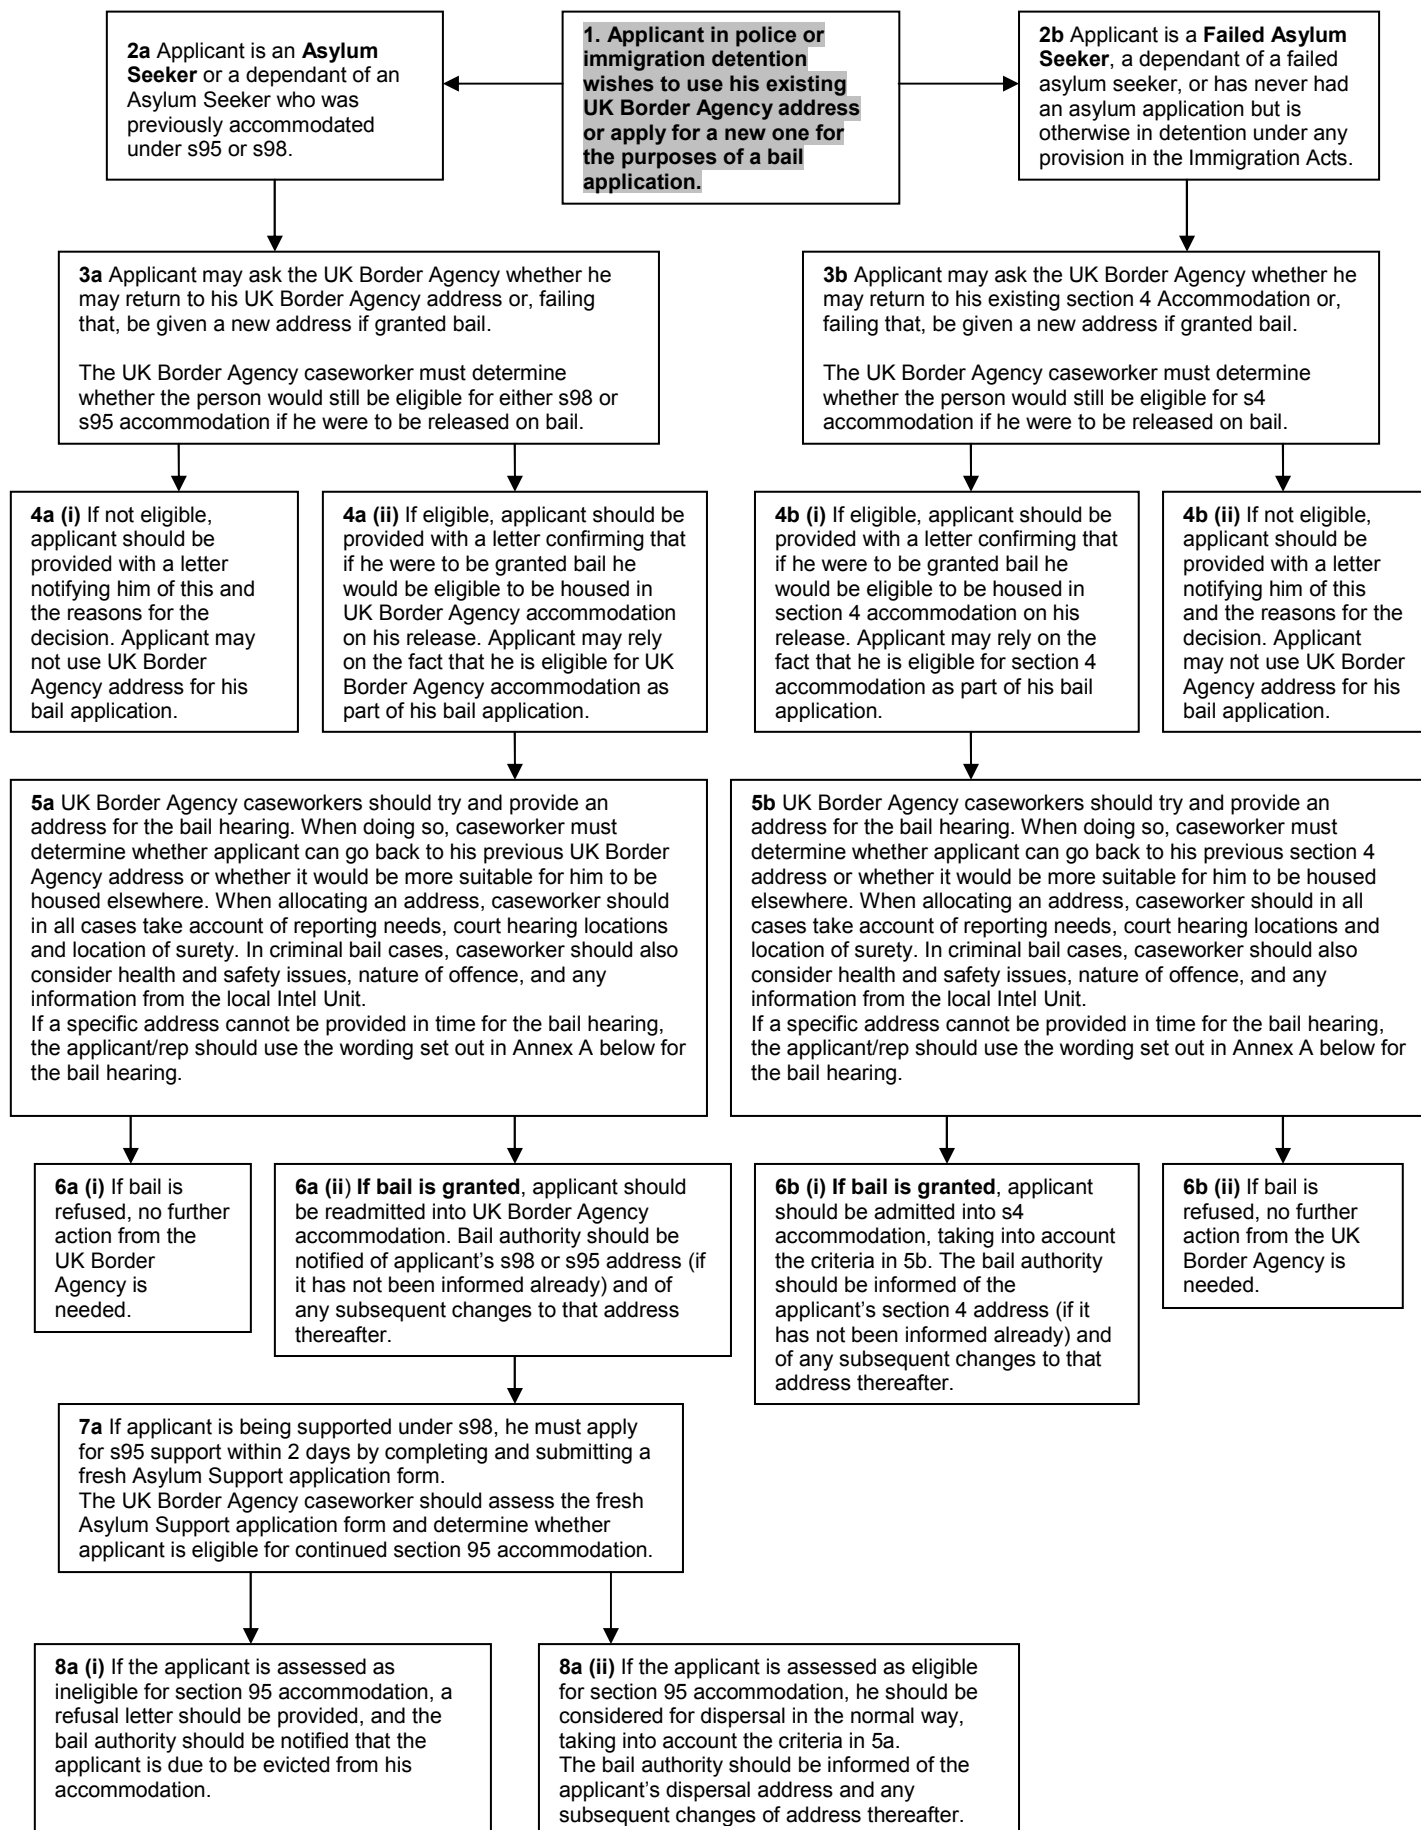 2a Applicant is an Asylum
Seeker or a dependant of an
Asylum Seeker who was
previously accommodated
under s95 or s98.
1. Applicant in police or
immigration detention
wishes to use his existing
UK Border Agency address
or apply for a new one for
the purposes of a bail
application.
2b Applicant is a Failed Asylum
Seeker, a dependant of a failed
asylum seeker, or has never had
an asylum application but is
otherwise in detention under any
provision in the Immigration Acts.
3a Applicant may ask the UK Border Agency whether he
may return to his UK Border Agency address or, failing
that, be given a new address if granted bail.
The UK Border Agency caseworker must determine
whether the person would still be eligible for either s98 or
s95 accommodation if he were to be released on bail.
3b Applicant may ask the UK Border Agency whether he
may return to his existing section 4 Accommodation or,
failing that, be given a new address if granted bail.
The UK Border Agency caseworker must determine
whether the person would still be eligible for s4
accommodation if he were to be released on bail.
4a (i) If not eligible,
applicant should be
provided with a letter
notifying him of this and
the reasons for the
decision. Applicant may
not use UK Border
Agency address for his
bail application.
4a (ii) If eligible, applicant should be
provided with a letter confirming that
if he were to be granted bail he
would be eligible to be housed in
UK Border Agency accommodation
on his release. Applicant may rely
on the fact that he is eligible for UK
Border Agency accommodation as
part of his bail application.
4b (i) If eligible, applicant should be
provided with a letter confirming that
if he were to be granted bail he
would be eligible to be housed in
section 4 accommodation on his
release. Applicant may rely on the
fact that he is eligible for section 4
accommodation as part of his bail
application.
4b (ii) If not eligible,
applicant should be
provided with a letter
notifying him of this
and the reasons for the
decision. Applicant
may not use UK Border
Agency address for his
bail application.
5a UK Border Agency caseworkers should try and provide an
address for the bail hearing. When doing so, caseworker must
determine whether applicant can go back to his previous UK Border
Agency address or whether it would be more suitable for him to be
housed elsewhere. When allocating an address, caseworker should
in all cases take account of reporting needs, court hearing locations
and location of surety. In criminal bail cases, caseworker should also
consider health and safety issues, nature of offence, and any
information from the local Intel Unit.
If a specific address cannot be provided in time for the bail hearing,
the applicant/rep should use the wording set out in Annex A below for
the bail hearing.
5b UK Border Agency caseworkers should try and provide an
address for the bail hearing. When doing so, caseworker must
determine whether applicant can go back to his previous section 4
address or whether it would be more suitable for him to be housed
elsewhere. When allocating an address, caseworker should in all
cases take account of reporting needs, court hearing locations and
location of surety. In criminal bail cases, caseworker should also
consider health and safety issues, nature of offence, and any
information from the local Intel Unit.
If a specific address cannot be provided in time for the bail hearing,
the applicant/rep should use the wording set out in Annex A below for
the bail hearing.
6a (i) If bail is
refused, no further
action from the
UK Border
Agency is
needed.
6a (ii) If bail is granted, applicant should
be readmitted into UK Border Agency
accommodation. Bail authority should be
notified of applicant's s98 or s95 address (if
it has not been informed already) and of
any subsequent changes to that address
thereafter.
6b (i) If bail is granted, applicant
should be admitted into s4
accommodation, taking into account
the criteria in 5b. The bail authority
should be informed of the
applicant's section 4 address (if it
has not been informed already) and
of any subsequent changes to that
address thereafter.
6b (ii) If bail is
refused, no further
action from the UK
Border Agency is
needed.
7a If applicant is being supported under s98, he must apply
for s95 support within 2 days by completing and submitting a
fresh Asylum Support application form.
The UK Border Agency caseworker should assess the fresh
Asylum Support application form and determine whether
applicant is eligible for continued section 95 accommodation.
8a (i) If the applicant is assessed as
ineligible for section 95 accommodation, a
refusal letter should be provided, and the
bail authority should be notified that the
applicant is due to be evicted from his
accommodation.
8a (ii) If the applicant is assessed as eligible
for section 95 accommodation, he should be
considered for dispersal in the normal way,
taking into account the criteria in 5a.
The bail authority should be informed of the
applicant's dispersal address and any
subsequent changes of address thereafter.